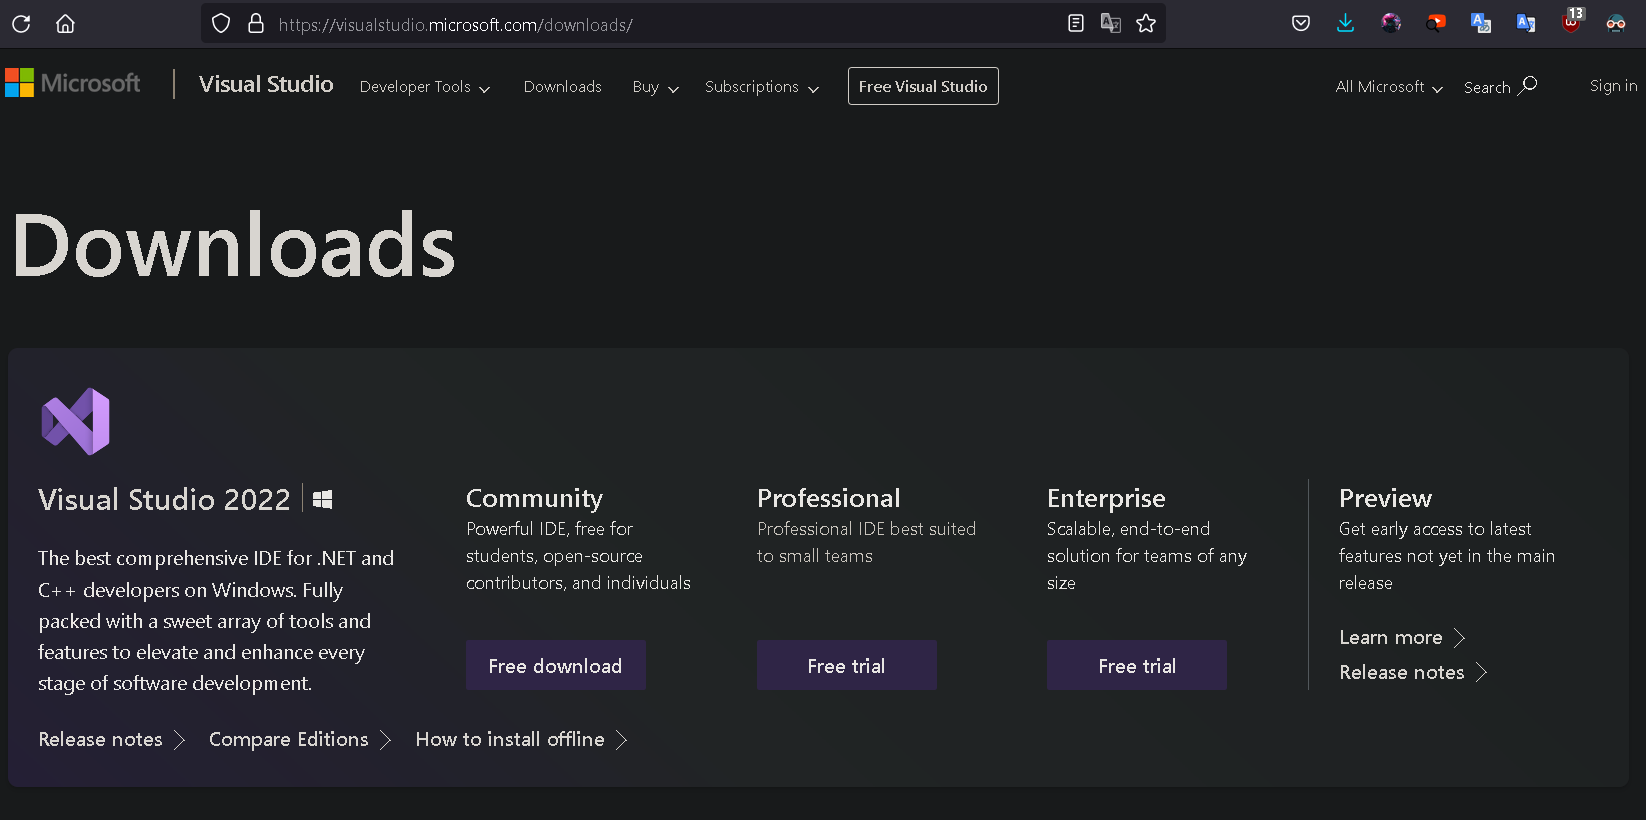 https://visualstudio.microsoft.com/downloads/
13
Microsoft
Visual Studio
Developer Tools
Downloads
Buy
Subscriptions
Free Visual Studio
All Microsoft
Search
Sign in
Downloads
Visual Studio 2022
The best comprehensive IDE for .NET and
C++ developers on Windows. Fully
packed with a sweet array of tools and
features to elevate and enhance every
stage of software development.
Community
Powerful IDE, free for
students, open-source
contributors, and individuals
Free download
Professional
Professional IDE best suited
to small teams
Free trial
Enterprise
Scalable, end-to-end
solution for teams of any
size
Free trial
Preview
Get early access to latest
features not yet in the main
release
Learn more
Release notes
Release notes
Compare Editions
How to install offline